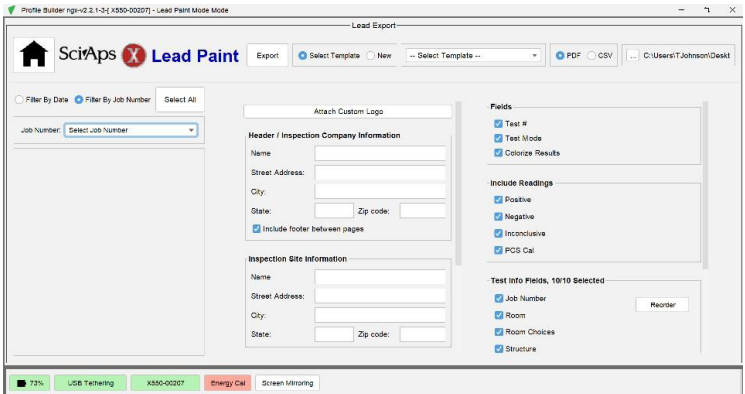 Profile Builder ngx-v2.2.1-3-[ X550-00207] - Lead Paint Mode Mode
Lead Export
SciAps X Lead Paint
Export
Select Template
New
-- Select Template --
PDF
CSV
...
C:\Users\TJohnson\Deskt
Filter By Date
Filter By Job Number
Select All
Job Number:
Select Job Number
Attach Custom Logo
Header / Inspection Company Information
Name
Street Address:
City:
State:
Zip code:
Include footer between pages
Inspection Site Information
Name
Street Address:
City:
State:
Zip code:
Fields
Test #
Test Mode
Colorize Results
Include Readings
Positive
Negative
Inconclusive
PCS Cal
Test Info Fields, 10/10 Selected
Job Number
Room
Room Choices
Structure
Reorder
73%
USB Tethering
X550-00207
Energy Cal
Screen Mirroring